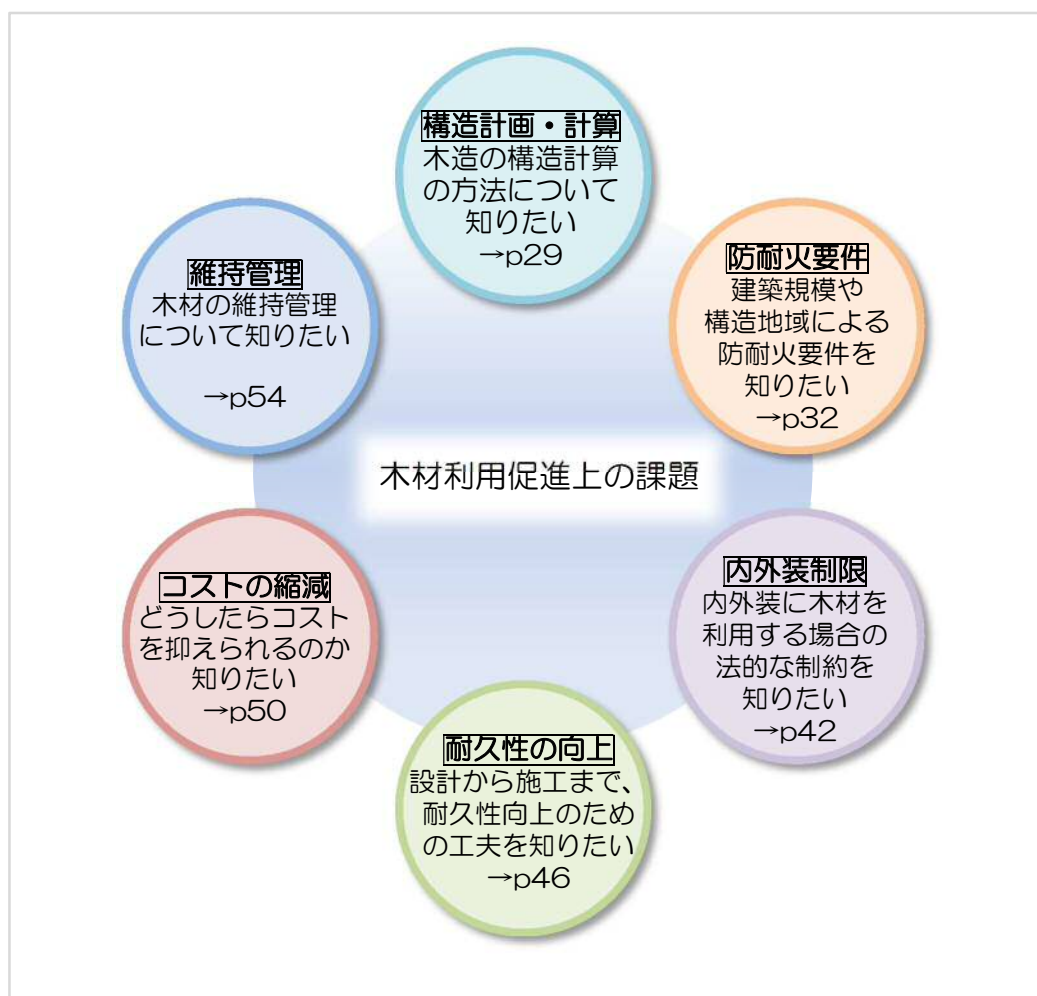 構造計画・計算
木造の構造計算
の方法について
知りたい
→p29
防耐火要件
建築規模や
構造地域による
防耐火要件を
知りたい
→p32
内外装制限
内外装に木材を
利用する場合の
法的な制約を
知りたい
→p42
耐久性の向上
設計から施工まで、
耐久性向上のため
の工夫を知りたい
→p46
コストの縮減
どうしたらコスト
を抑えられるのか
知りたい
→p50
維持管理
木材の維持管理
について知りたい
→p54
木材利用促進上の課題